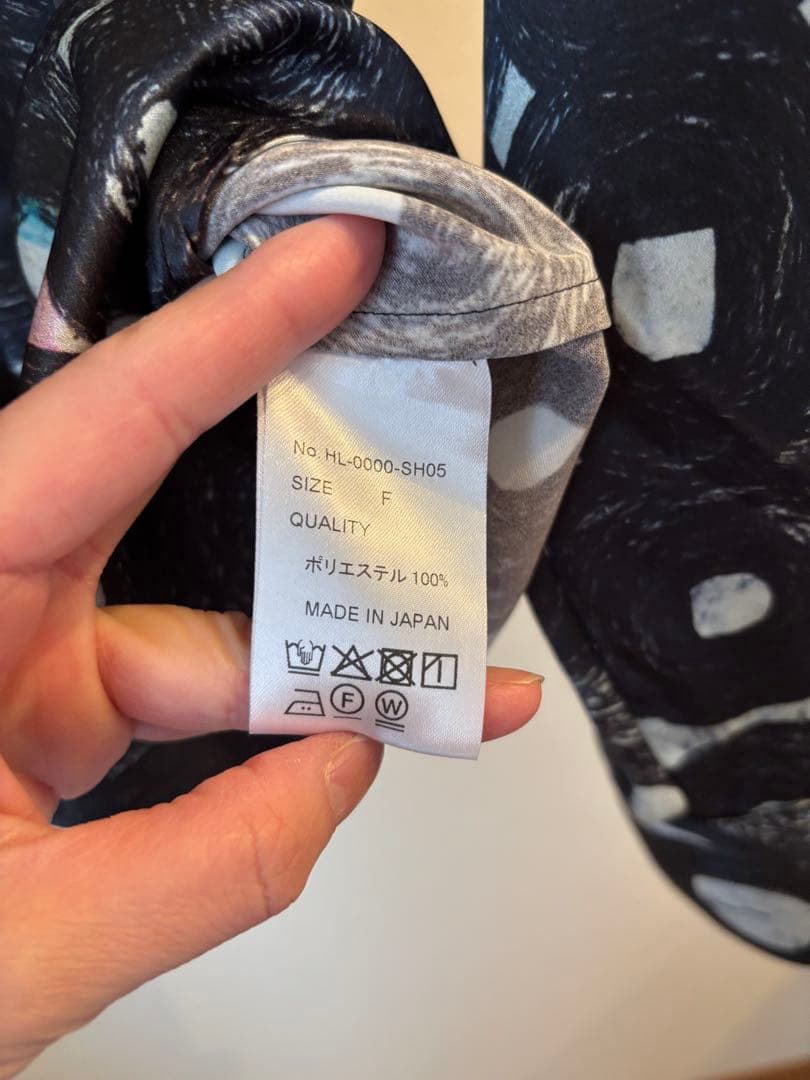 No. HL-0000-SH05
SIZE F
QUALITY
ポリエステル 100%
MADE IN JAPAN
F W